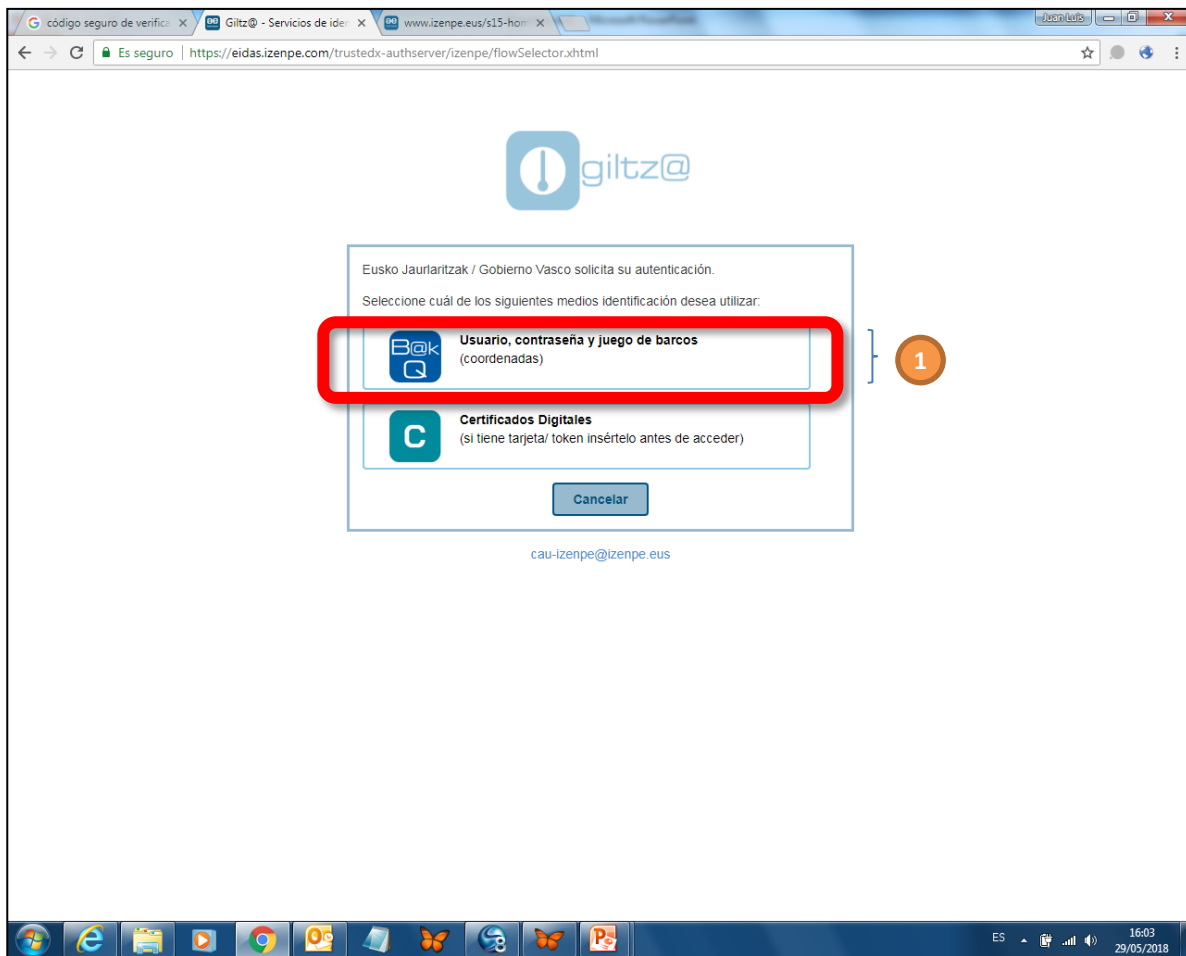 código seguro de verifica
Giltz@ - Servicios de iden
www.izenpe.eus/s15-hom
Juan Luis
Es seguro
https://eidas.izenpe.com/trustedx-authserver/izenpe/flowSelector.xhtml
giltz@
Eusko Jaurlaritzak / Gobierno Vasco solicita su autenticación.
Seleccione cuál de los siguientes medios identificación desea utilizar:
B@k
Q
Usuario, contraseña y juego de barcos
(coordenadas)
1
C
Certificados Digitales
(si tiene tarjeta/ token insértelo antes de acceder)
Cancelar
cau-izenpe@izenpe.eus
ES
16:03
29/05/2018